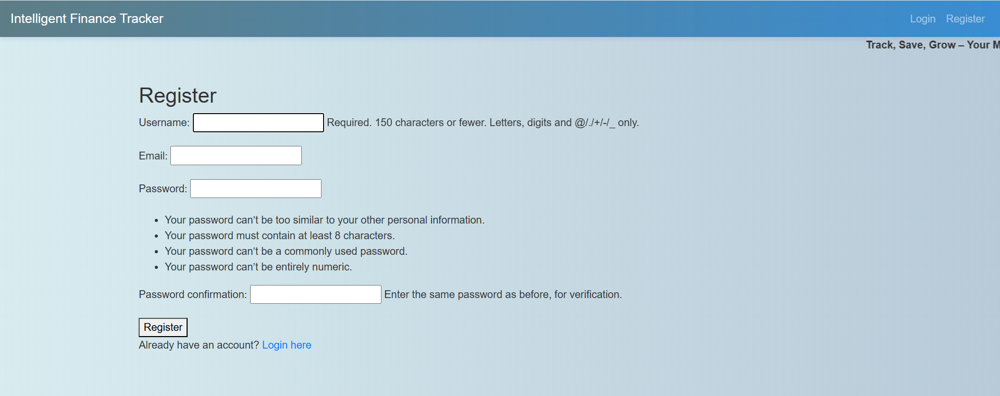 Intelligent Finance Tracker Login Register
Track, Save, Grow – Your M
Register
Username: Required. 150 characters or fewer. Letters, digits and @/./+/-/_ only.
Email:
Password:
• Your password can’t be too similar to your other personal information.
• Your password must contain at least 8 characters.
• Your password can’t be a commonly used password.
• Your password can’t be entirely numeric.
Password confirmation: Enter the same password as before, for verification.
Register
Already have an account? Login here